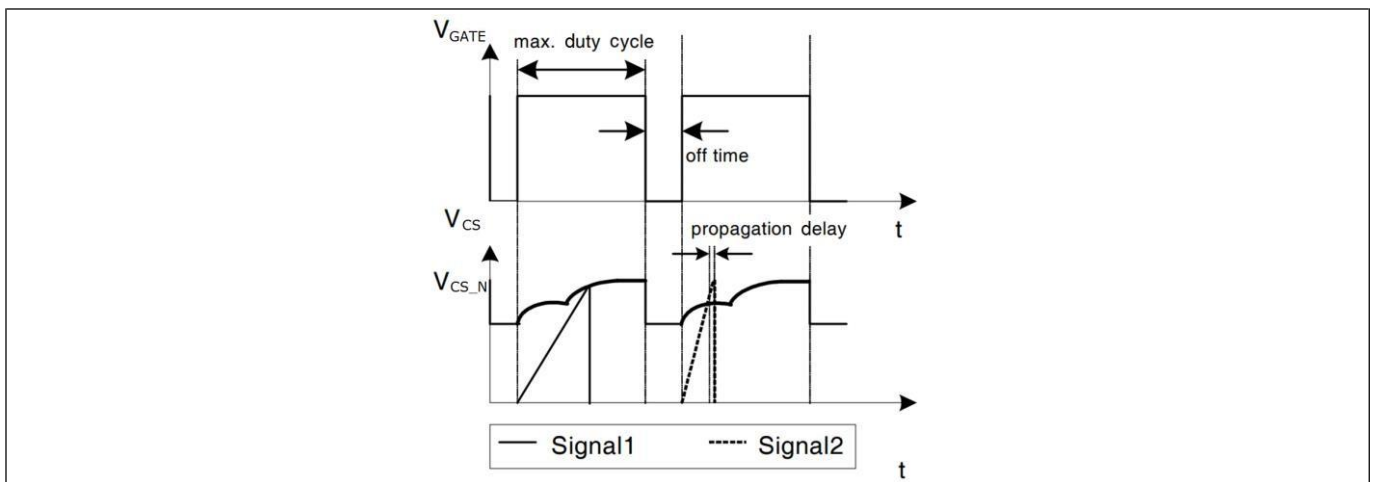 VGATE
max. duty cycle
off time
VCS
propagation delay
t
VCS_N
Signal1
Signal2
t